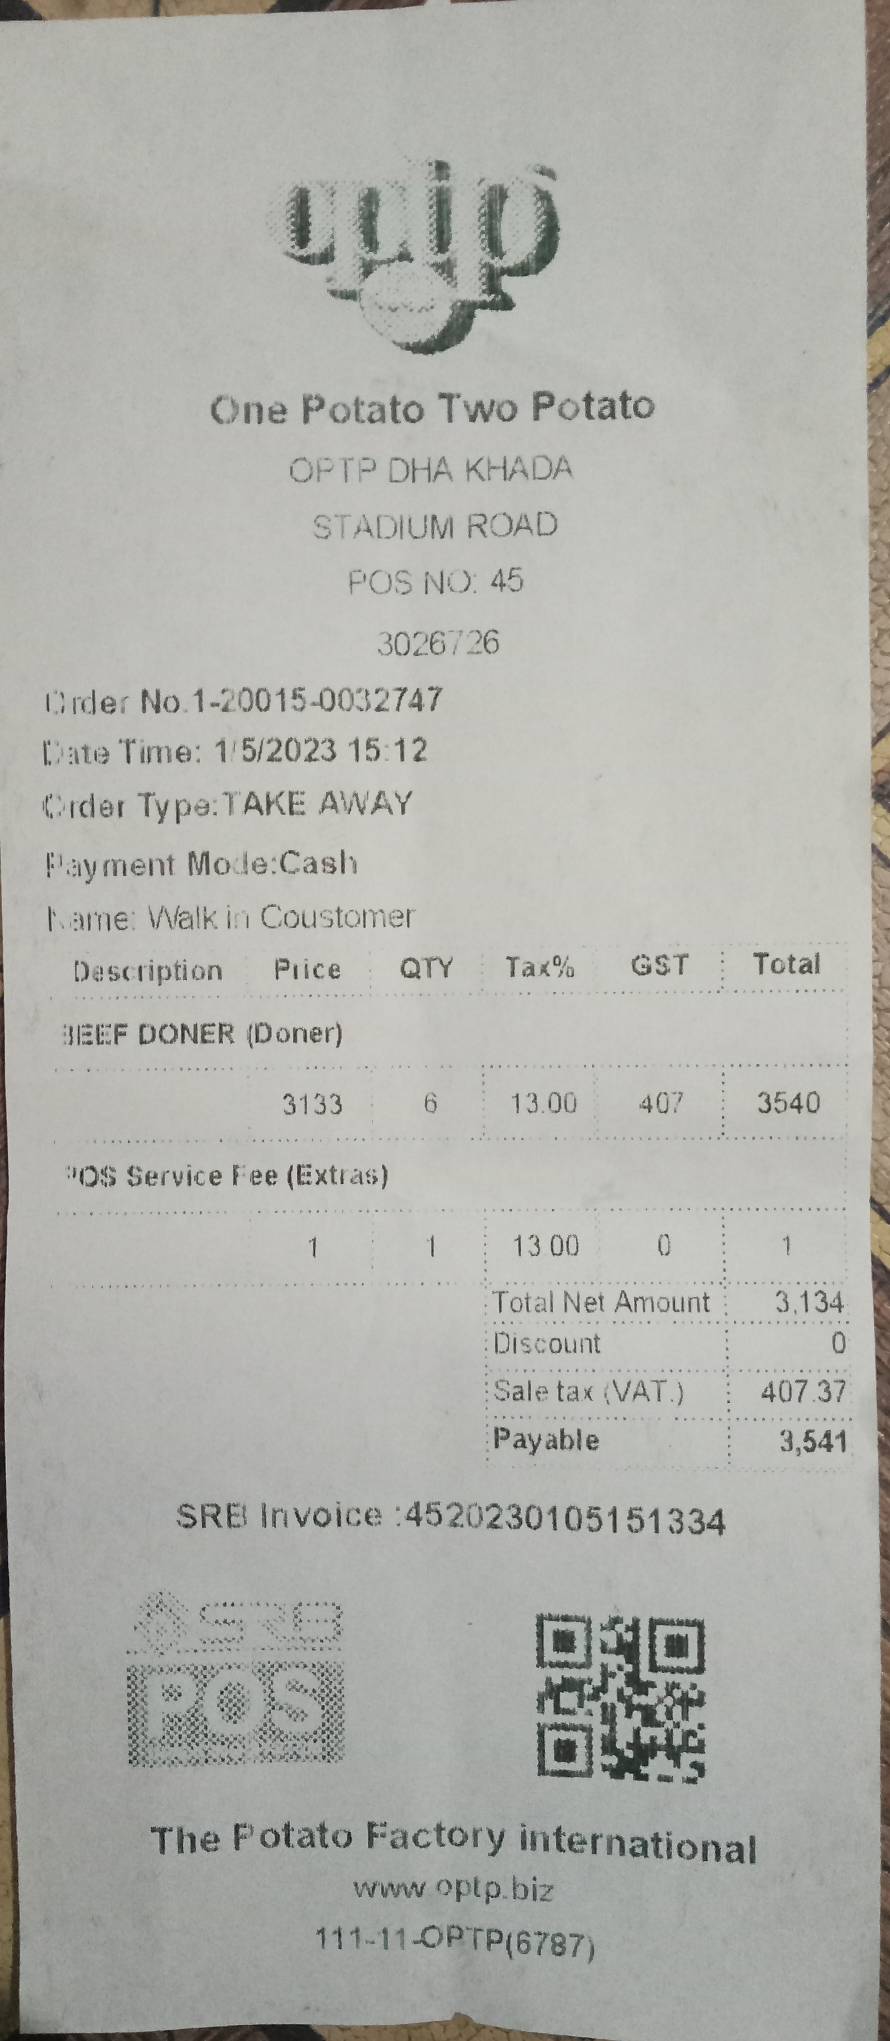 optp
One Potato Two Potato
OPTP DHA KHADA
STADIUM ROAD
POS NO: 45
3026726
Order No.1-20015-0032747
Date Time: 1/5/2023 15:12
Order Type:TAKE AWAY
Payment Mode:Cash
Name: Walk in Coustomer
Description Price QTY Tax% GST Total
BEEF DONER (Doner)
3133 6 13.00 407 3540
POS Service Fee (Extras)
1 1 13.00 0 1
Total Net Amount 3,134
Discount 0
Sale tax (VAT.) 407.37
Payable 3,541
SRB Invoice :4520230105151334
SRB
POS
The Potato Factory international
www.optp.biz
111-11-OPTP(6787)